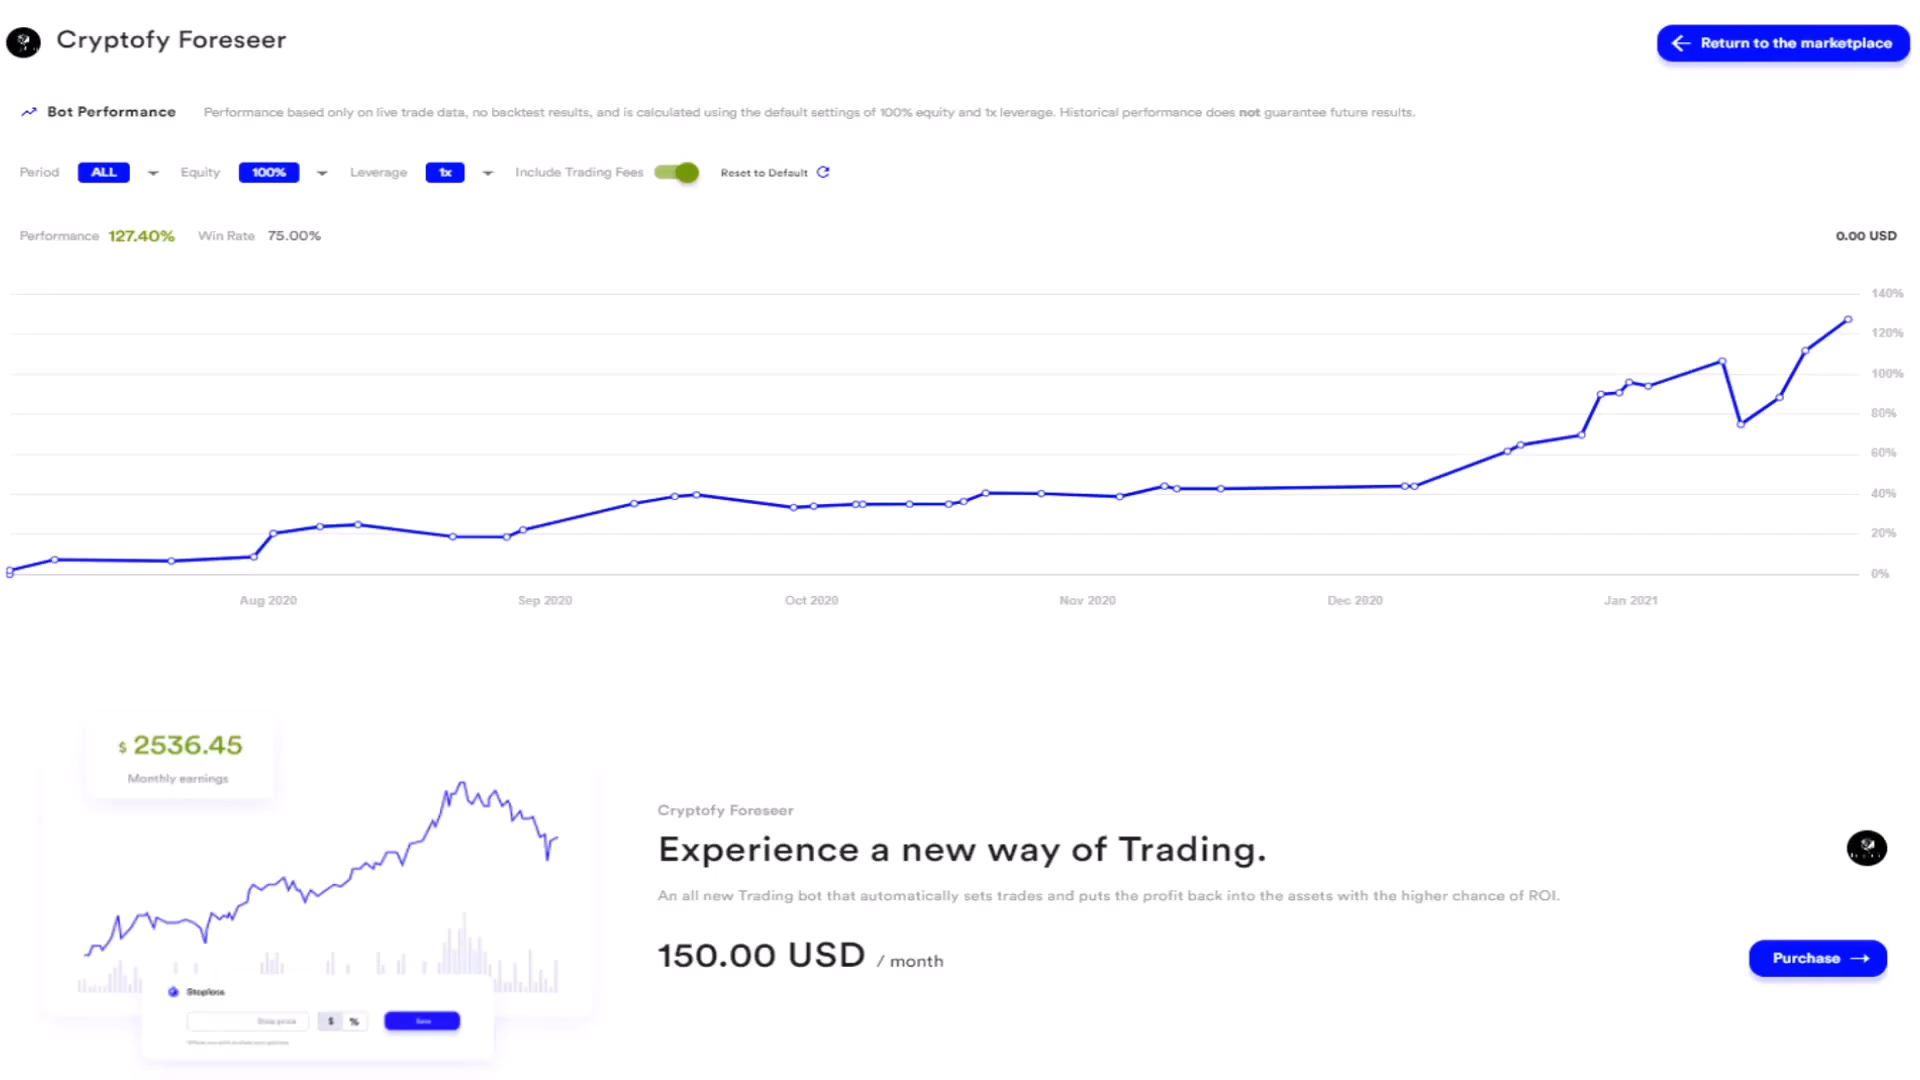 Cryptofy Foreseer
Return to the marketplace
Bot Performance Performance based only on live trade data, no backtest results, and is calculated using the default settings of 100% equity and 1x leverage. Historical performance does not guarantee future results.
Period ALL Equity 100% Leverage 1x Include Trading Fees Reset to Default
Performance 127.40% Win Rate 75.00% 0.00 USD
140%
120%
100%
80%
60%
40%
20%
0%
Aug 2020 Sep 2020 Oct 2020 Nov 2020 Dec 2020 Jan 2021
$ 2536.45
Monthly earnings
Stoploss
$ %
Cryptofy Foreseer
Experience a new way of Trading.
An all new Trading bot that automatically sets trades and puts the profit back into the assets with the higher chance of ROI.
150.00 USD / month
Purchase